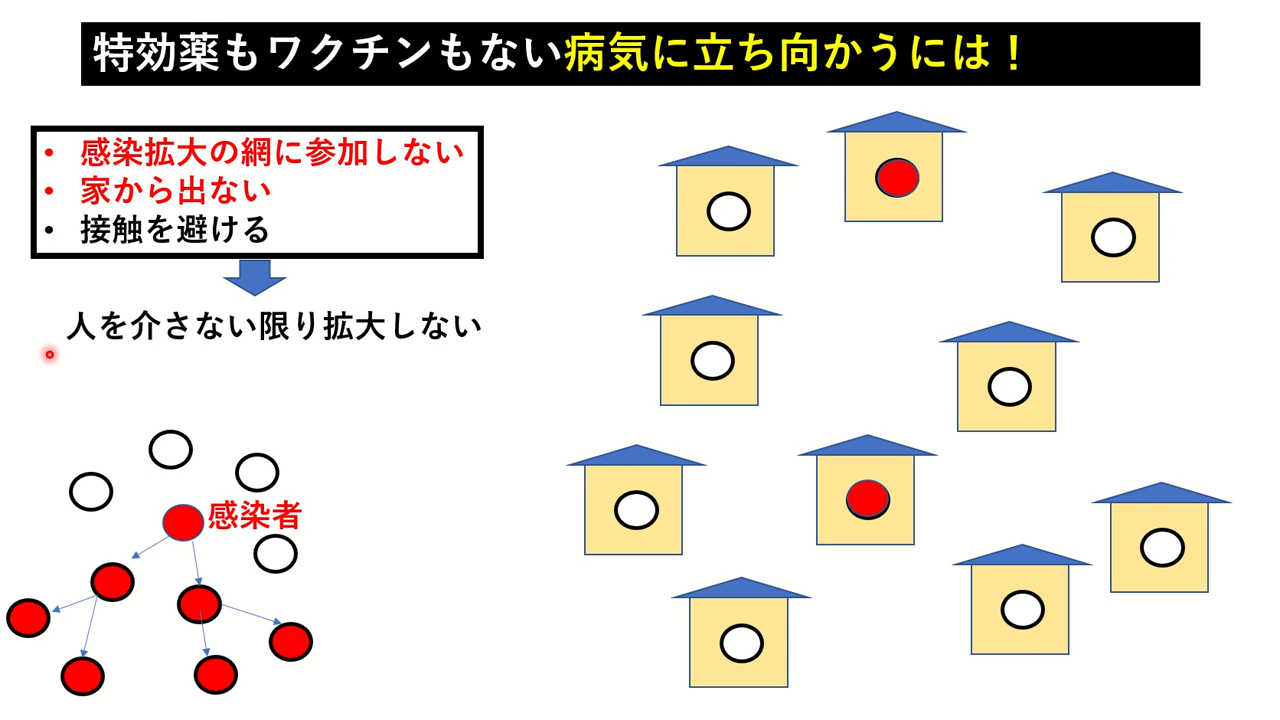 特効薬もワクチンもない病気に立ち向かうには！
• 感染拡大の網に参加しない
• 家から出ない
• 接触を避ける
人を介さない限り拡大しない
感染者